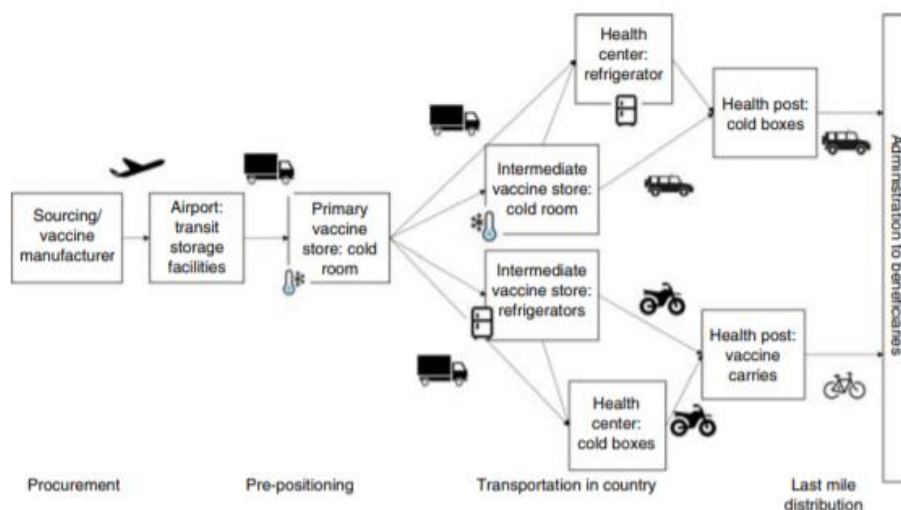 Sourcing/
vaccine
manufacturer
Airport:
transit
storage
facilities
Primary
vaccine
store: cold
room
Health
center:
refrigerator
Intermediate
vaccine store:
cold room
Intermediate
vaccine store:
refrigerators
Health
center:
cold boxes
Health post:
cold boxes
Health post:
vaccine
carries
Administration to beneficiaries
Procurement
Pre-positioning
Transportation in country
Last mile
distribution